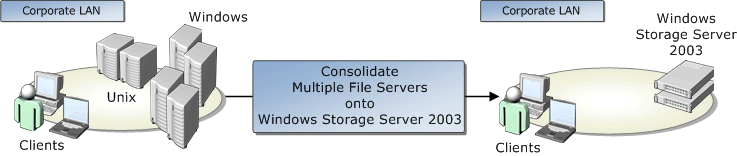 Corporate LAN
Windows
Unix
Clients
Consolidate
Multiple File Servers
onto
Windows Storage Server 2003
Corporate LAN
Windows
Storage Server
2003
Clients